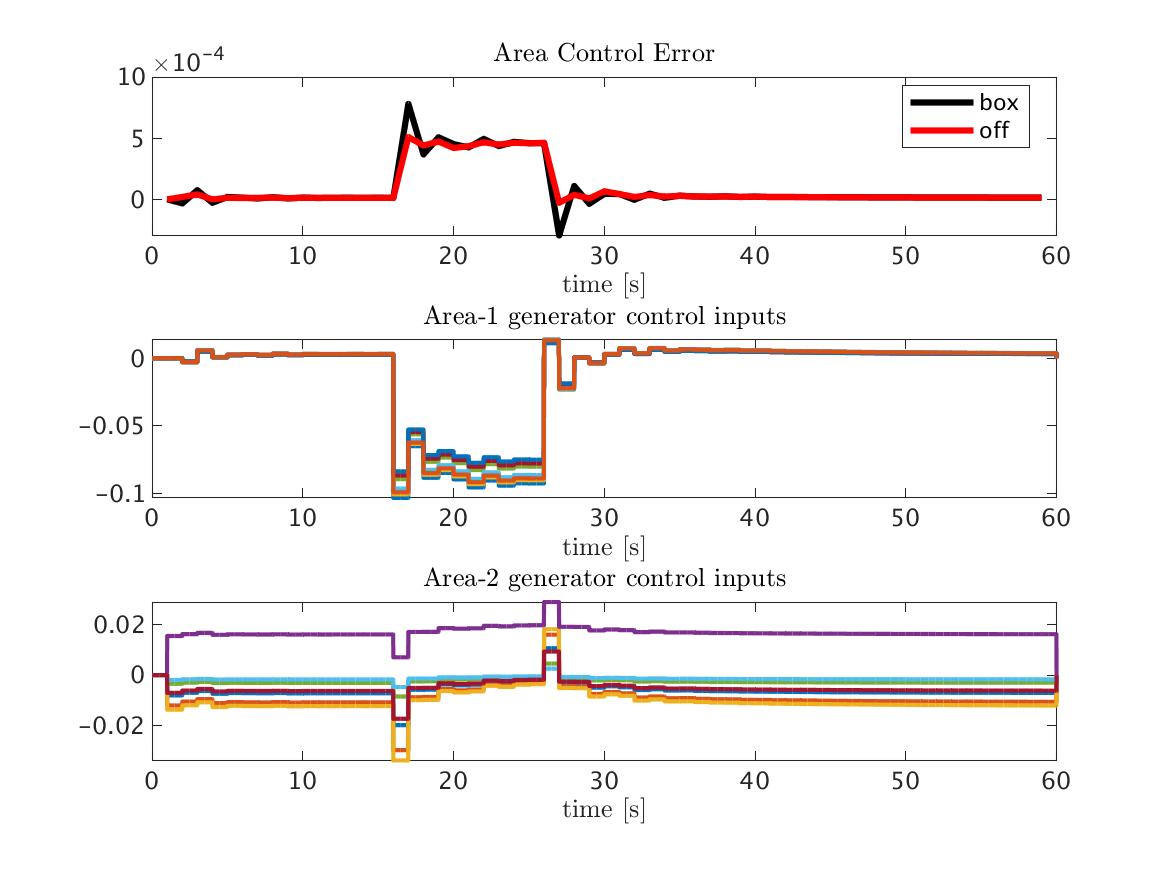 Area Control Error
×10⁻⁴
10
5
0
box
off
0 10 20 30 40 50 60
time [s]
Area-1 generator control inputs
0
−0.05
−0.1
0 10 20 30 40 50 60
time [s]
Area-2 generator control inputs
0.02
0
−0.02
0 10 20 30 40 50 60
time [s]